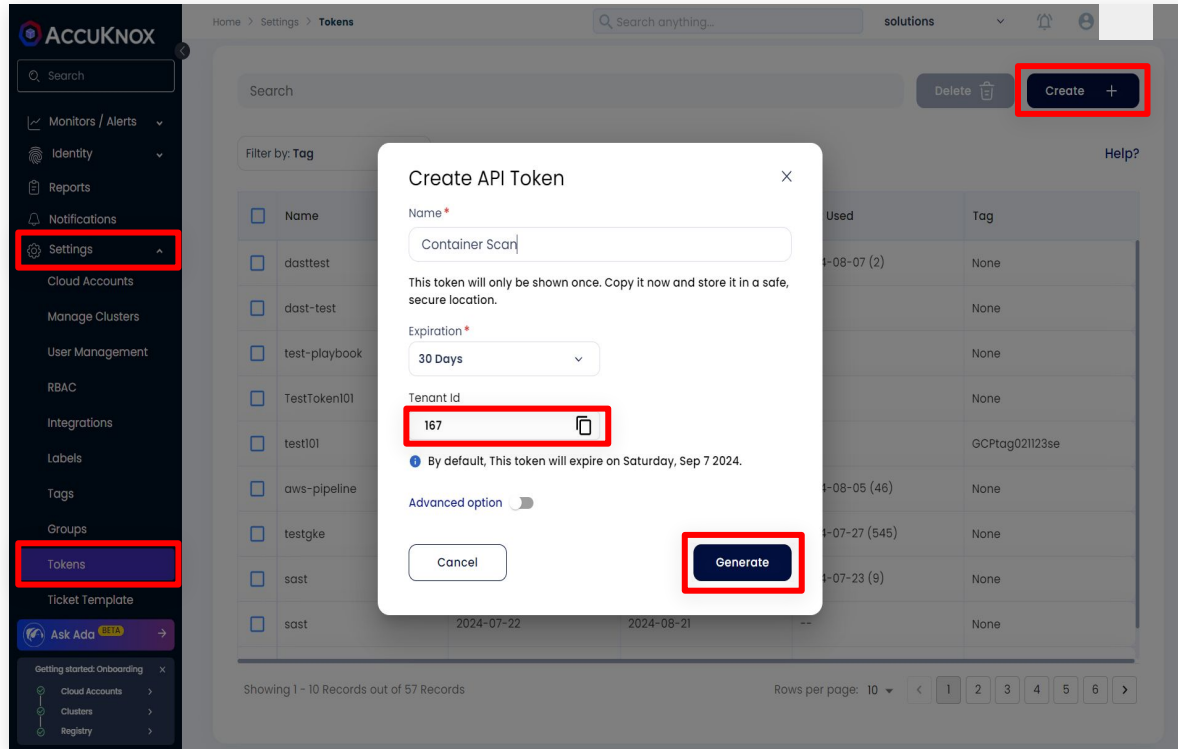 ACCUKNOX
Search
Monitors / Alerts
Identity
Reports
Notifications
Settings
Cloud Accounts
Manage Clusters
User Management
RBAC
Integrations
Labels
Tags
Groups
Tokens
Ticket Template
Ask Ada BETA
Getting started: Onboarding X
Cloud Accounts
Clusters
Registry
Home > Settings > Tokens
Search anything...
solutions
Search
Delete
Create +
Filter by: Tag
Help?
Name Used Tag
dasttest 4-08-07 (2) None
dast-test None
test-playbook None
TestToken101 None
test101 GCPtag021123se
aws-pipeline 4-08-05 (46) None
testgke 4-07-27 (545) None
sast 4-07-23 (9) None
sast 2024-07-22 2024-08-21 -- None
Showing 1 - 10 Records out of 57 Records
Rows per page: 10 < 1 2 3 4 5 6 >
Create API Token X
Name *
Container Scan
This token will only be shown once. Copy it now and store it in a safe,
secure location.
Expiration *
30 Days
Tenant Id
167
By default, This token will expire on Saturday, Sep 7 2024.
Advanced option
Cancel
Generate